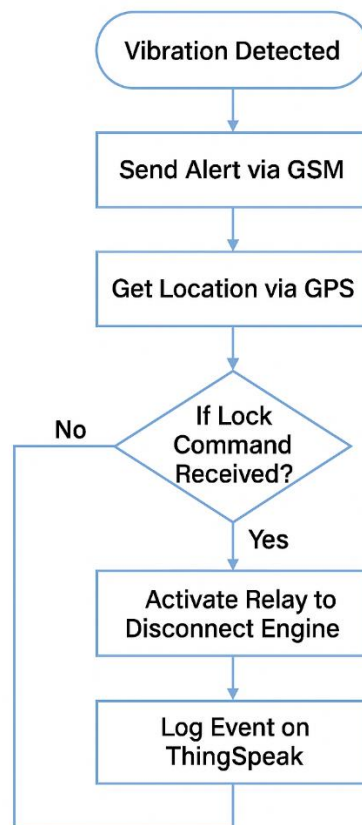 Vibration Detected
Send Alert via GSM
Get Location via GPS
If Lock
Command
Received?
No
Yes
Activate Relay to
Disconnect Engine
Log Event on
ThingSpeak